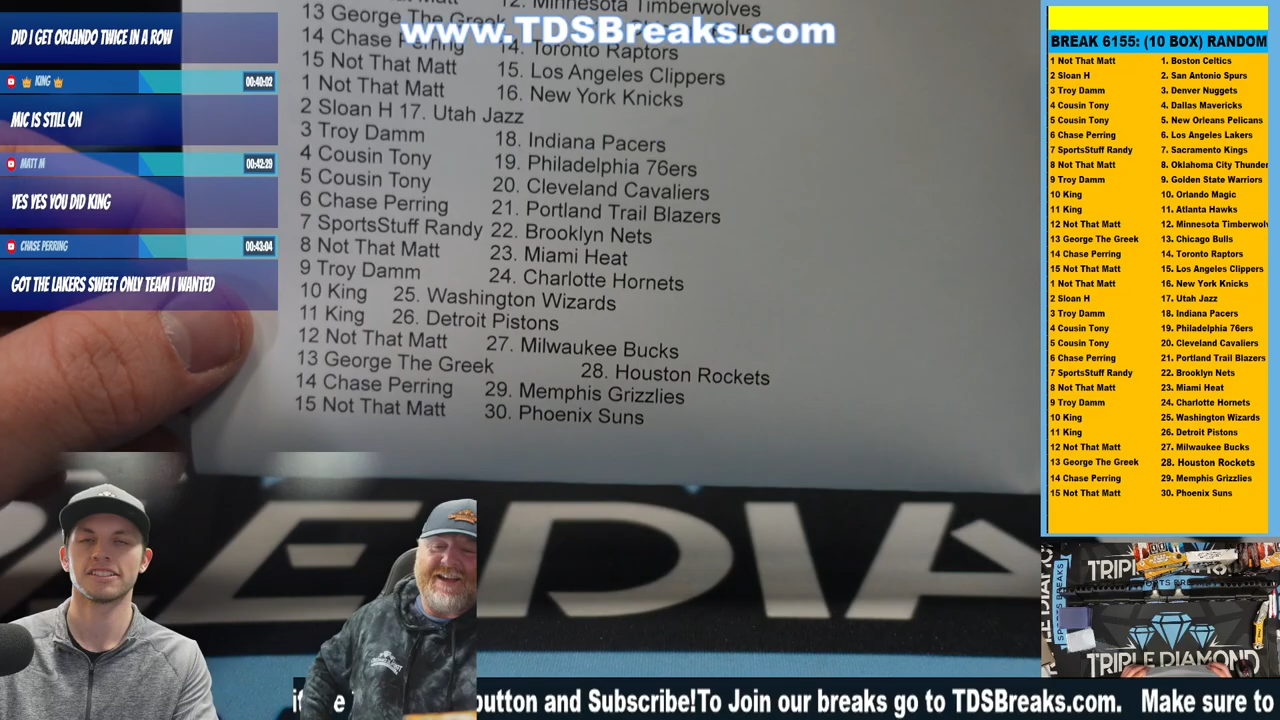 DID I GET ORLANDO TWICE IN A ROW
KING 00:40:02
MIC IS STILL ON
MATT M 00:42:29
YES YES YOU DID KING
CHASE PERRING 00:43:04
GOT THE LAKERS SWEET ONLY TEAM I WANTED
www.TDSBreaks.com
12. Minnesota Timberwolves
13 George The Greek
14 Chase Perring 14. Toronto Raptors
15 Not That Matt 15. Los Angeles Clippers
1 Not That Matt 16. New York Knicks
2 Sloan H 17. Utah Jazz
3 Troy Damm 18. Indiana Pacers
4 Cousin Tony 19. Philadelphia 76ers
5 Cousin Tony 20. Cleveland Cavaliers
6 Chase Perring 21. Portland Trail Blazers
7 SportsStuff Randy 22. Brooklyn Nets
8 Not That Matt 23. Miami Heat
9 Troy Damm 24. Charlotte Hornets
10 King 25. Washington Wizards
11 King 26. Detroit Pistons
12 Not That Matt 27. Milwaukee Bucks
13 George The Greek 28. Houston Rockets
14 Chase Perring 29. Memphis Grizzlies
15 Not That Matt 30. Phoenix Suns
BREAK 6155: (10 BOX) RANDOM
1 Not That Matt 1. Boston Celtics
2 Sloan H 2. San Antonio Spurs
3 Troy Damm 3. Denver Nuggets
4 Cousin Tony 4. Dallas Mavericks
5 Cousin Tony 5. New Orleans Pelicans
6 Chase Perring 6. Los Angeles Lakers
7 SportsStuff Randy 7. Sacramento Kings
8 Not That Matt 8. Oklahoma City Thunder
9 Troy Damm 9. Golden State Warriors
10 King 10. Orlando Magic
11 King 11. Atlanta Hawks
12 Not That Matt 12. Minnesota Timberwolv
13 George The Greek 13. Chicago Bulls
14 Chase Perring 14. Toronto Raptors
15 Not That Matt 15. Los Angeles Clippers
1 Not That Matt 16. New York Knicks
2 Sloan H 17. Utah Jazz
3 Troy Damm 18. Indiana Pacers
4 Cousin Tony 19. Philadelphia 76ers
5 Cousin Tony 20. Cleveland Cavaliers
6 Chase Perring 21. Portland Trail Blazers
7 SportsStuff Randy 22. Brooklyn Nets
8 Not That Matt 23. Miami Heat
9 Troy Damm 24. Charlotte Hornets
10 King 25. Washington Wizards
11 King 26. Detroit Pistons
12 Not That Matt 27. Milwaukee Bucks
13 George The Greek 28. Houston Rockets
14 Chase Perring 29. Memphis Grizzlies
15 Not That Matt 30. Phoenix Suns
LE DIA
TRIPLE DIAMOND
button and Subscribe!To Join our breaks go to TDSBreaks.com. Make sure to